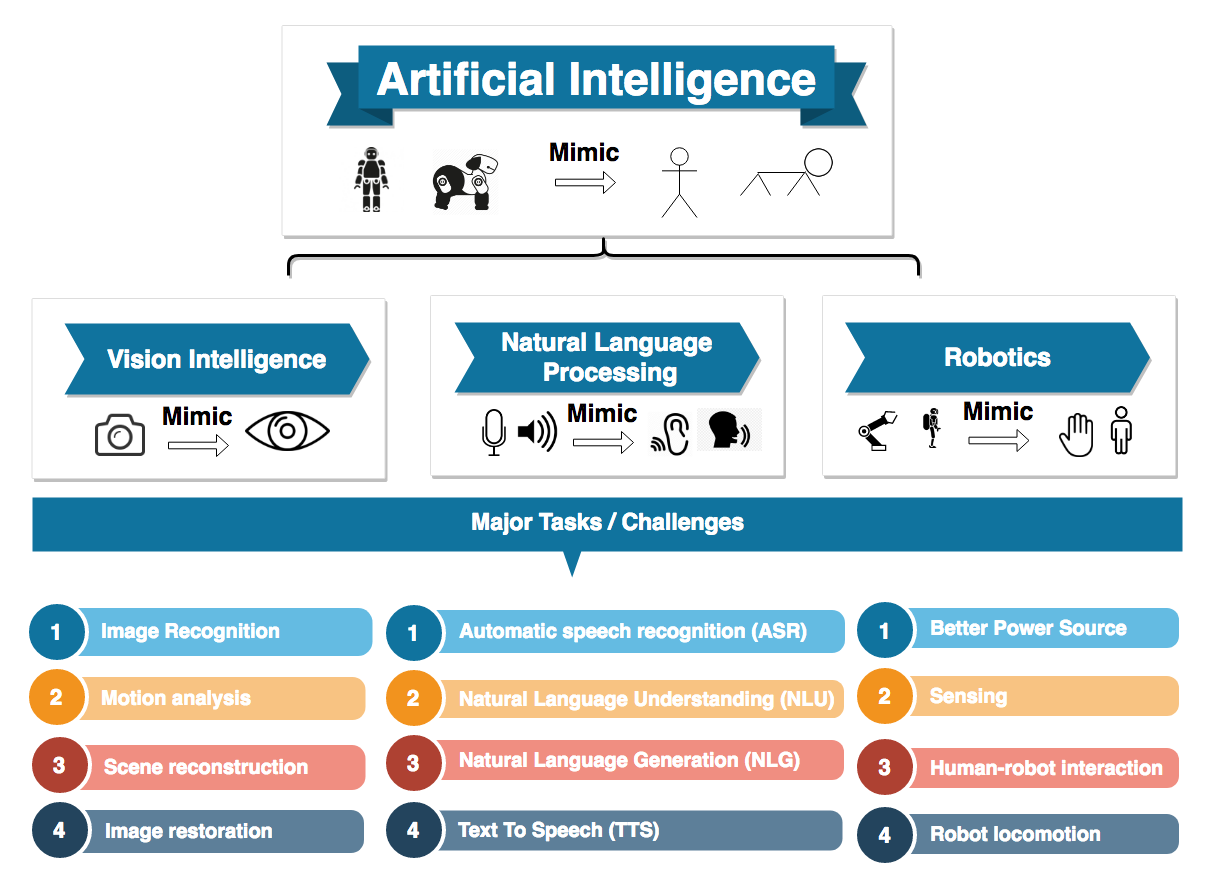 Artificial Intelligence
Mimic
Vision Intelligence
Mimic
Natural Language
Processing
Mimic
Robotics
Mimic
Major Tasks / Challenges
1 Image Recognition
2 Motion analysis
3 Scene reconstruction
4 Image restoration
1 Automatic speech recognition (ASR)
2 Natural Language Understanding (NLU)
3 Natural Language Generation (NLG)
4 Text To Speech (TTS)
1 Better Power Source
2 Sensing
3 Human-robot interaction
4 Robot locomotion